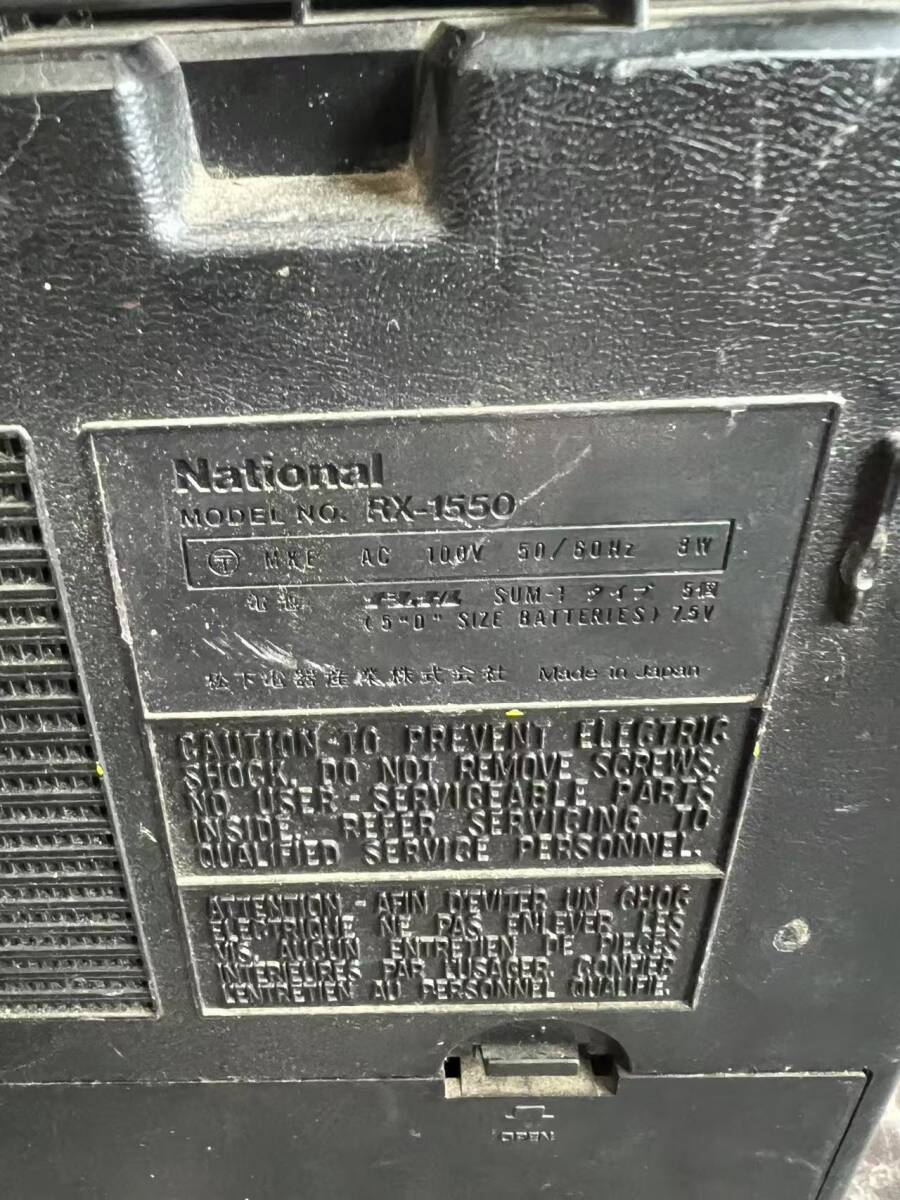 National
MODEL NO. RX-1550
〒 MKE AC 100V 50/60Hz 8W
電池 SUM-1 タイプ 5個
(5"D" SIZE BATTERIES) 7.5V
松下電器産業株式会社 Made in Japan
CAUTION-TO PREVENT ELECTRIC
SHOCK, DO NOT REMOVE SCREWS.
NO USER-SERVICEABLE PARTS
INSIDE. REFER SERVICING TO
QUALIFIED SERVICE PERSONNEL.
ATTENTION-AFIN D'EVITER UN CHOC
ELECTRIQUE, NE PAS ENLEVER LES
VIS. AUCUN ENTRETIEN DE PIECES
INTERIEURES PAR L'USAGER. CONFIER
L'ENTRETIEN AU PERSONNEL QUALIFIE.
OPEN